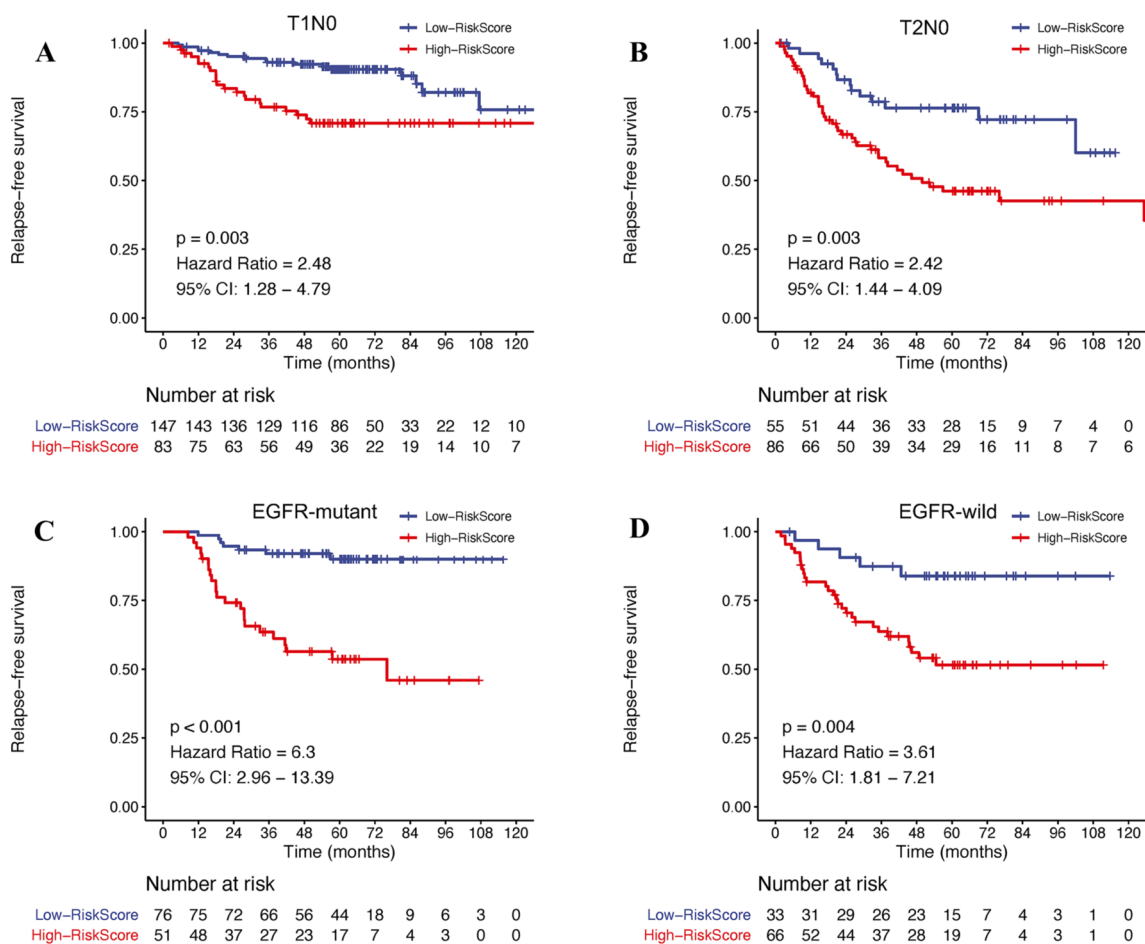 A
T1N0
Low-RiskScore
High-RiskScore
Relapse-free survival
1.00
0.75
0.50
0.25
0.00
p = 0.003
Hazard Ratio = 2.48
95% CI: 1.28 – 4.79
0 12 24 36 48 60 72 84 96 108 120
Time (months)
Number at risk
Low-RiskScore 147 143 136 129 116 86 50 33 22 12 10
High-RiskScore 83 75 63 56 49 36 22 19 14 10 7
B
T2N0
Low-RiskScore
High-RiskScore
Relapse-free survival
1.00
0.75
0.50
0.25
0.00
p = 0.003
Hazard Ratio = 2.42
95% CI: 1.44 – 4.09
0 12 24 36 48 60 72 84 96 108 120
Time (months)
Number at risk
Low-RiskScore 55 51 44 36 33 28 15 9 7 4 0
High-RiskScore 86 66 50 39 34 29 16 11 8 7 6
C
EGFR-mutant
Low-RiskScore
High-RiskScore
Relapse-free survival
1.00
0.75
0.50
0.25
0.00
p < 0.001
Hazard Ratio = 6.3
95% CI: 2.96 – 13.39
0 12 24 36 48 60 72 84 96 108 120
Time (months)
Number at risk
Low-RiskScore 76 75 72 66 56 44 18 9 6 3 0
High-RiskScore 51 48 37 27 23 17 7 4 3 0 0
D
EGFR-wild
Low-RiskScore
High-RiskScore
Relapse-free survival
1.00
0.75
0.50
0.25
0.00
p = 0.004
Hazard Ratio = 3.61
95% CI: 1.81 – 7.21
0 12 24 36 48 60 72 84 96 108 120
Time (months)
Number at risk
Low-RiskScore 33 31 29 26 23 15 7 4 3 1 0
High-RiskScore 66 52 44 37 28 19 7 4 3 1 0